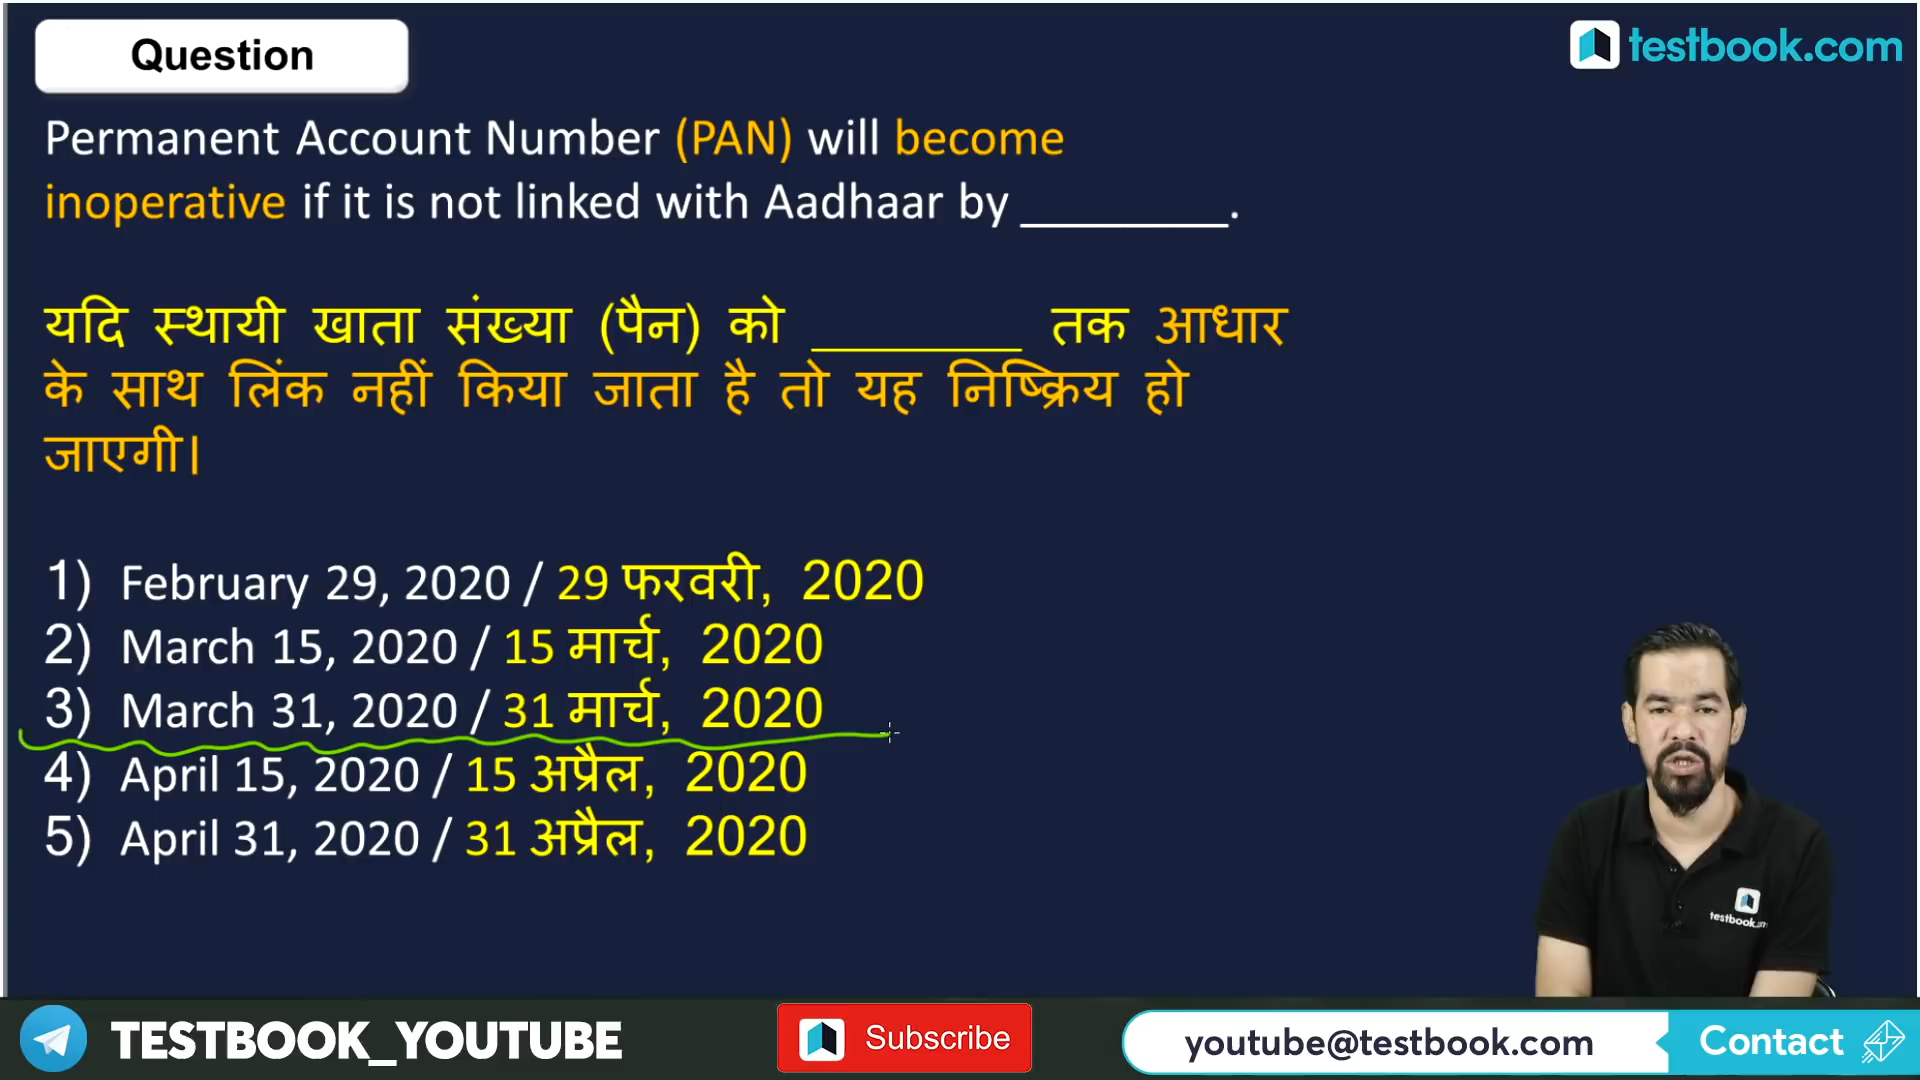 Question
testbook.com
Permanent Account Number (PAN) will become
inoperative if it is not linked with Aadhaar by ________.
यदि स्थायी खाता संख्या (पैन) को ________ तक आधार
के साथ लिंक नहीं किया जाता है तो यह निष्क्रिय हो
जाएगी।
1) February 29, 2020 / 29 फरवरी, 2020
2) March 15, 2020 / 15 मार्च, 2020
3) March 31, 2020 / 31 मार्च, 2020
4) April 15, 2020 / 15 अप्रैल, 2020
5) April 31, 2020 / 31 अप्रैल, 2020
testbook.com
TESTBOOK_YOUTUBE
Subscribe
youtube@testbook.com
Contact